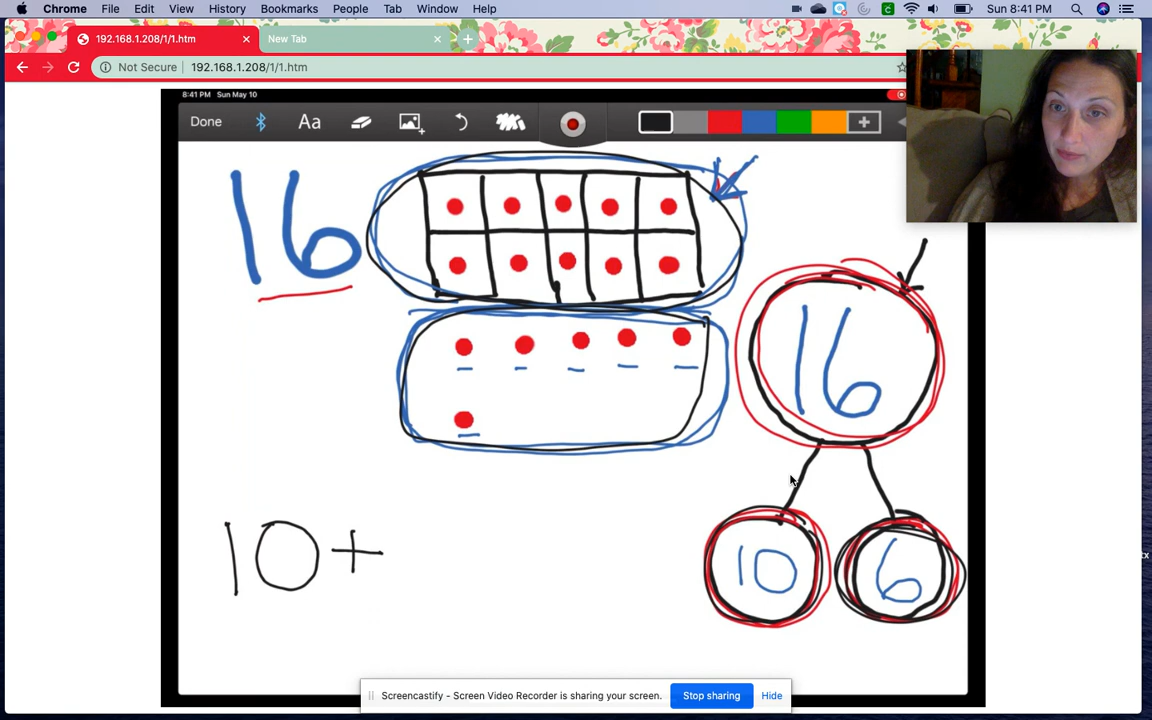 Chrome File Edit View History Bookmarks People Tab Window Help Sun 8:41 PM
192.168.1.208/1/1.htm New Tab
Not Secure 192.168.1.208/1/1.htm
8:41 PM Sun May 10
Done Aa
16
16
10 6
10+
Screencastify - Screen Video Recorder is sharing your screen. Stop sharing Hide